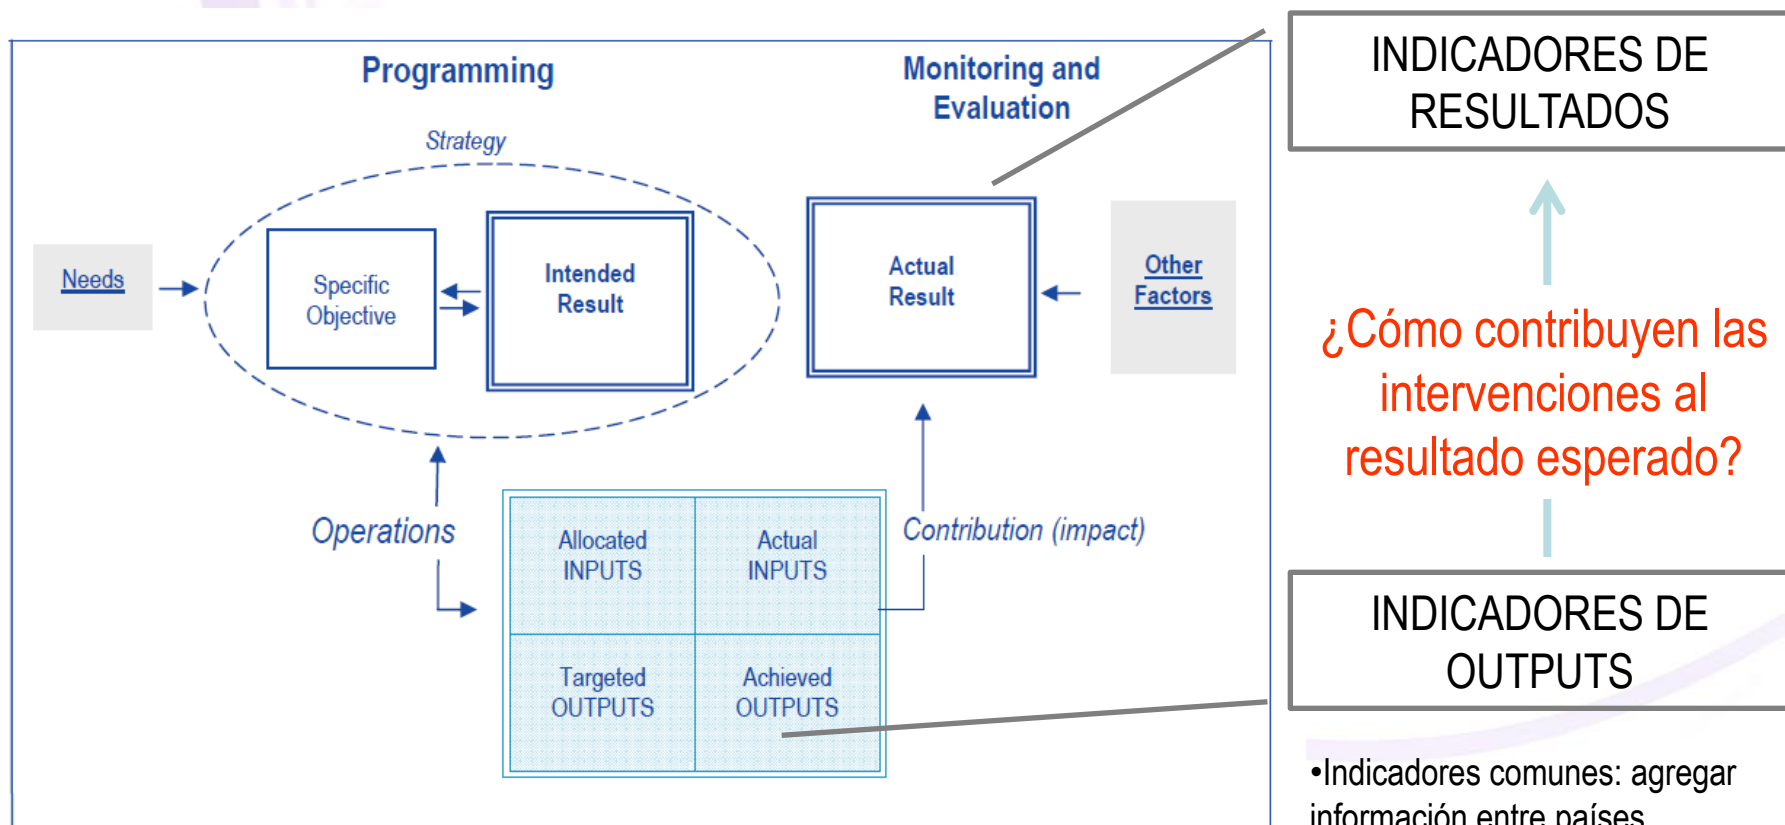 Programming
Monitoring and
Evaluation
Strategy
Needs
Specific
Objective
Intended
Result
Actual
Result
Other
Factors
Operations
Allocated
INPUTS
Actual
INPUTS
Contribution (impact)
Targeted
OUTPUTS
Achieved
OUTPUTS
INDICADORES DE
RESULTADOS
¿Cómo contribuyen las
intervenciones al
resultado esperado?
INDICADORES DE
OUTPUTS
•Indicadores comunes: agregar
información entre países